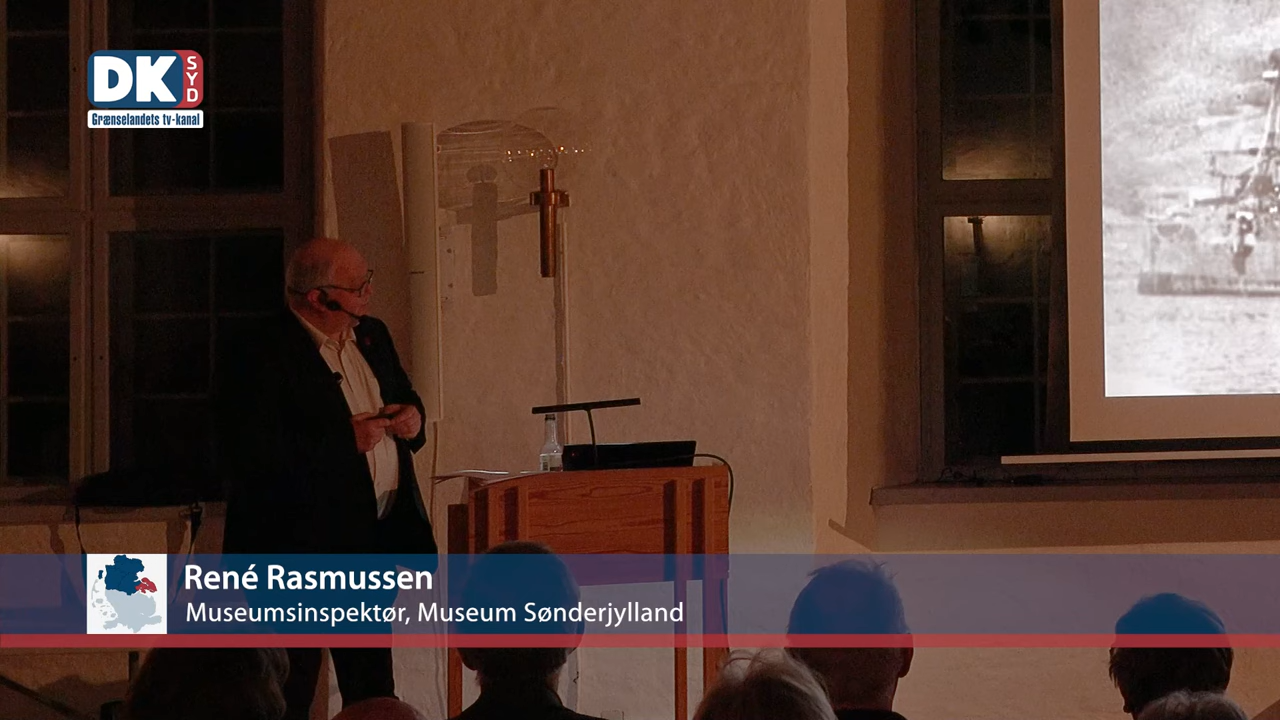 DK
SYD
Grænselandets tv-kanal
René Rasmussen
Museumsinspektør, Museum Sønderjylland